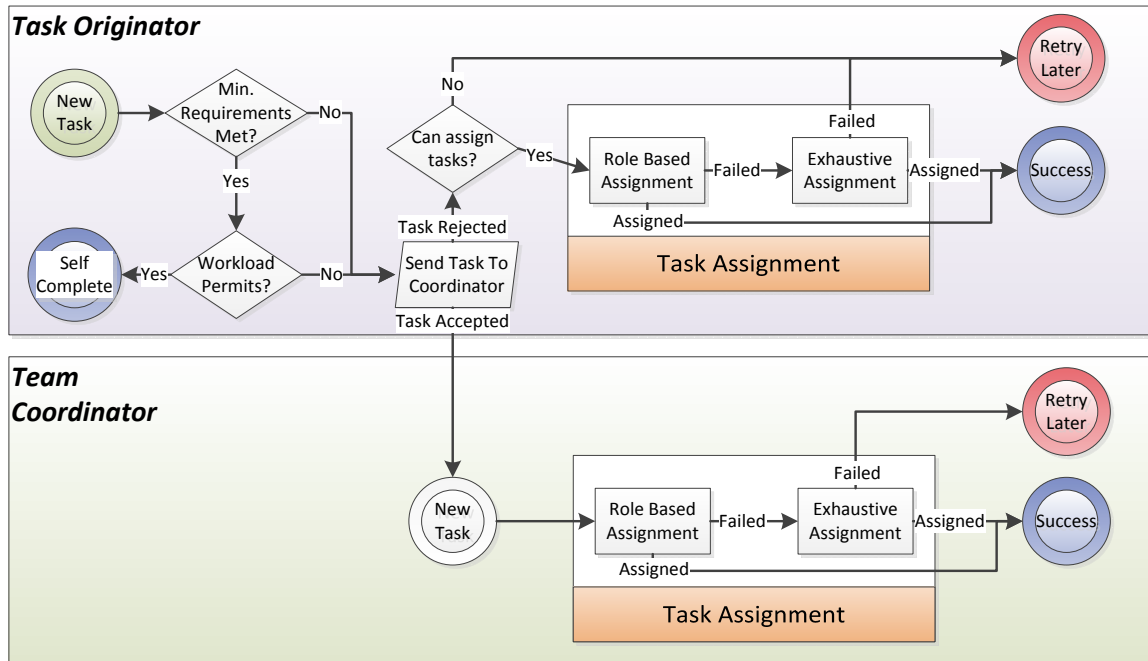 Task Originator
New
Task
Min.
Requirements
Met?
No
Yes
Self
Complete
Yes
Workload
Permits?
No
No
Can assign
tasks?
Yes
Task Rejected
Send Task To
Coordinator
Task Accepted
Role Based
Assignment
Failed
Exhaustive
Assignment
Failed
Assigned
Assigned
Task Assignment
Retry
Later
Success
Team
Coordinator
New
Task
Role Based
Assignment
Failed
Exhaustive
Assignment
Failed
Assigned
Assigned
Task Assignment
Retry
Later
Success